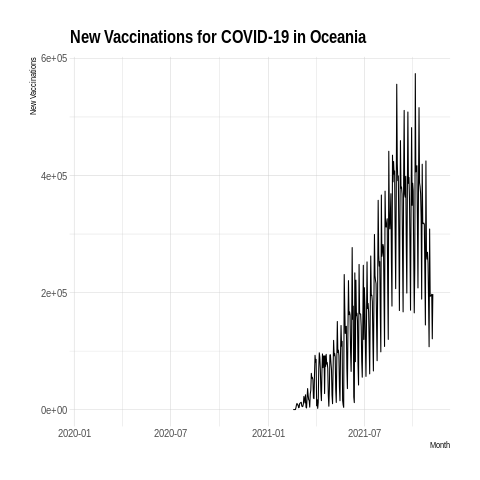 New Vaccinations for COVID-19 in Oceania
New Vaccinations
6e+05
4e+05
2e+05
0e+00
2020-01 2020-07 2021-01 2021-07
Month